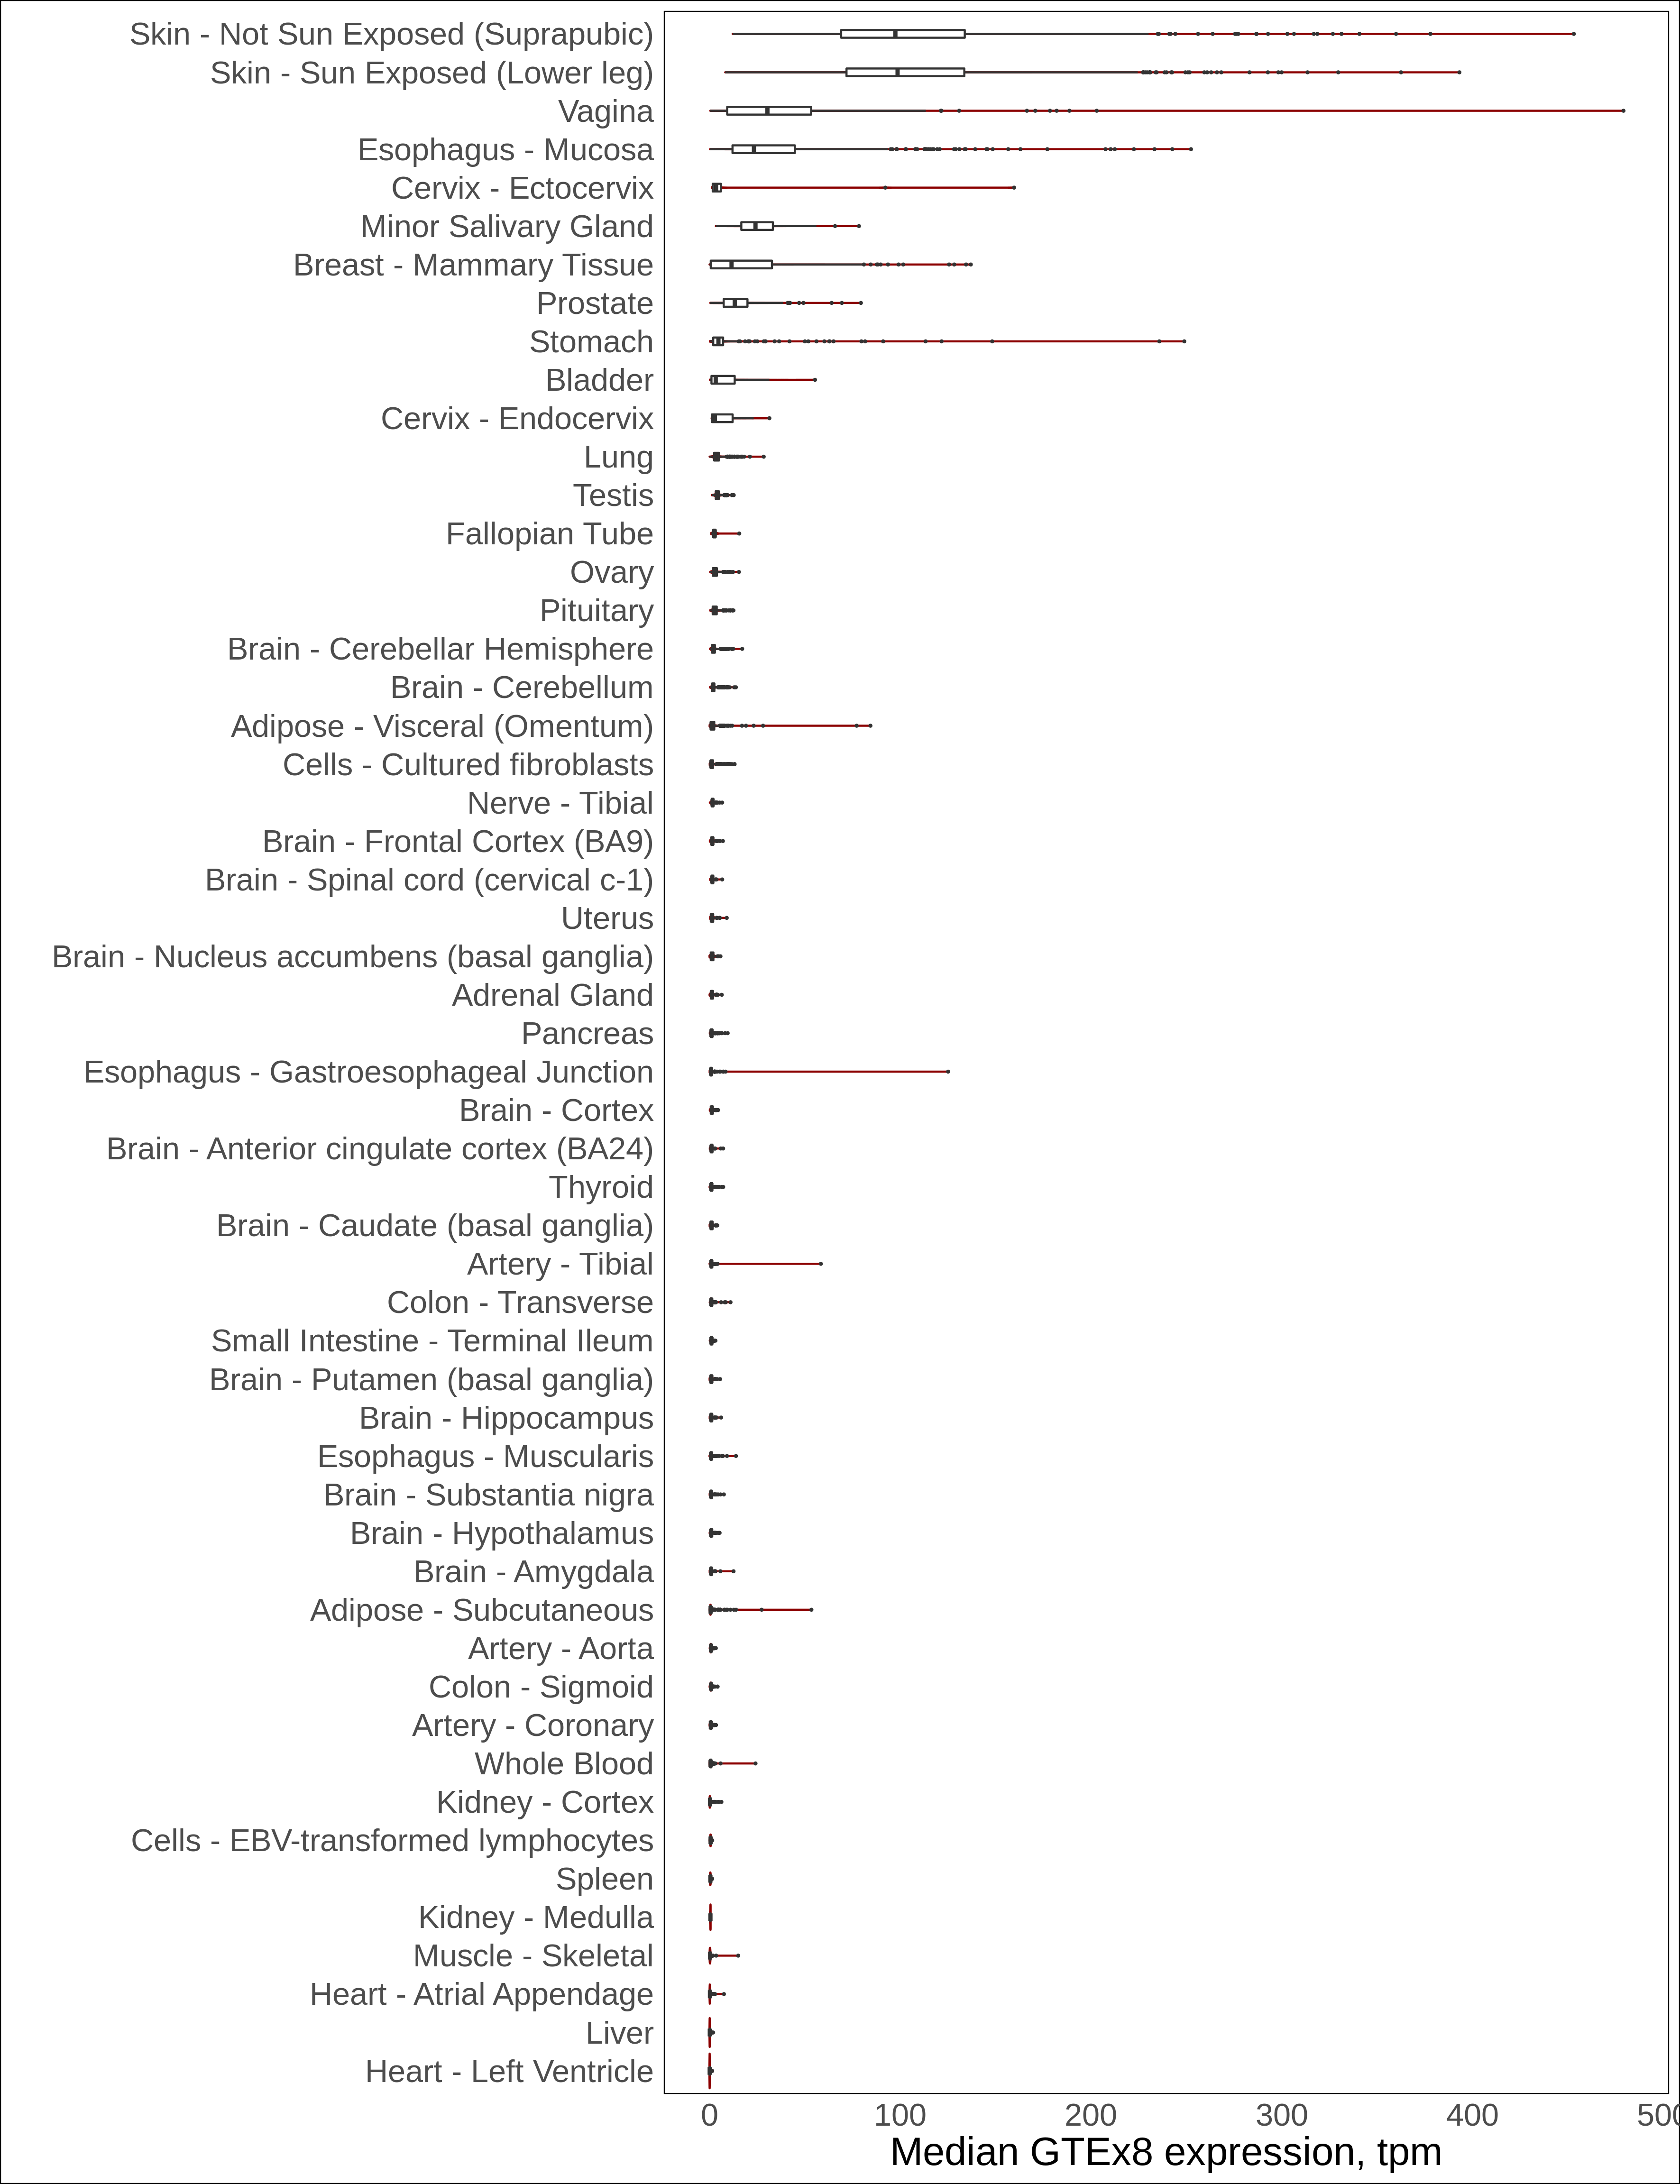 Skin - Not Sun Exposed (Suprapubic)
Skin - Sun Exposed (Lower leg)
Vagina
Esophagus - Mucosa
Cervix - Ectocervix
Minor Salivary Gland
Breast - Mammary Tissue
Prostate
Stomach
Bladder
Cervix - Endocervix
Lung
Testis
Fallopian Tube
Ovary
Pituitary
Brain - Cerebellar Hemisphere
Brain - Cerebellum
Adipose - Visceral (Omentum)
Cells - Cultured fibroblasts
Nerve - Tibial
Brain - Frontal Cortex (BA9)
Brain - Spinal cord (cervical c-1)
Uterus
Brain - Nucleus accumbens (basal ganglia)
Adrenal Gland
Pancreas
Esophagus - Gastroesophageal Junction
Brain - Cortex
Brain - Anterior cingulate cortex (BA24)
Thyroid
Brain - Caudate (basal ganglia)
Artery - Tibial
Colon - Transverse
Small Intestine - Terminal Ileum
Brain - Putamen (basal ganglia)
Brain - Hippocampus
Esophagus - Muscularis
Brain - Substantia nigra
Brain - Hypothalamus
Brain - Amygdala
Adipose - Subcutaneous
Artery - Aorta
Colon - Sigmoid
Artery - Coronary
Whole Blood
Kidney - Cortex
Cells - EBV-transformed lymphocytes
Spleen
Kidney - Medulla
Muscle - Skeletal
Heart - Atrial Appendage
Liver
Heart - Left Ventricle
0 100 200 300 400 500
Median GTEx8 expression, tpm